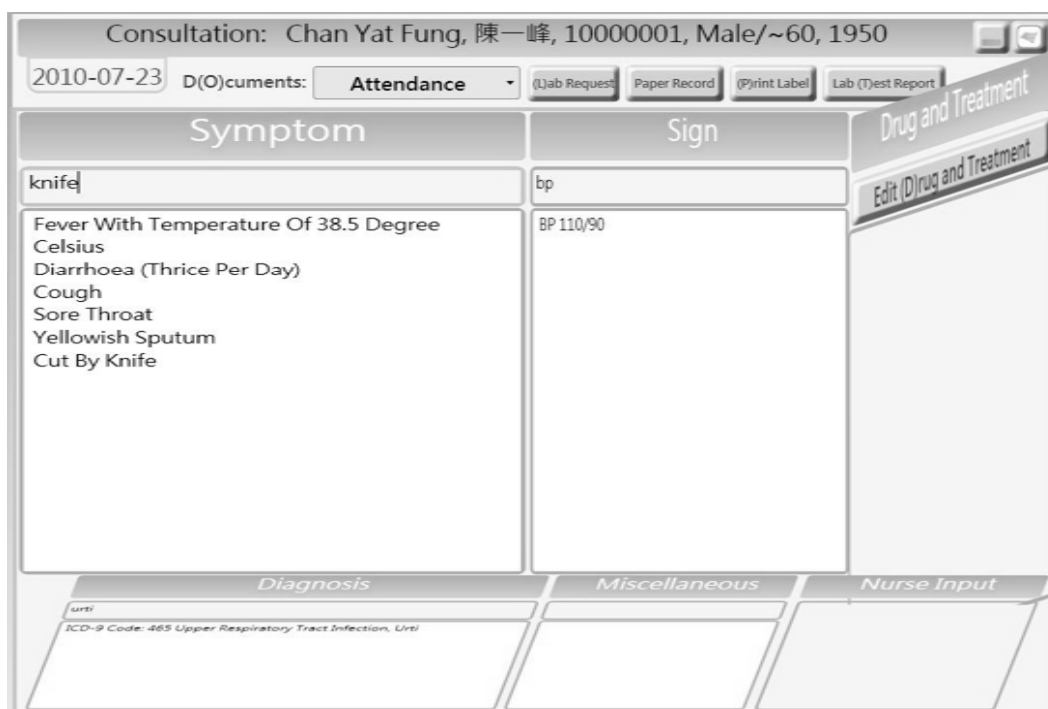 Consultation: Chan Yat Fung, 陳一峰, 10000001, Male/~60, 1950
2010-07-23 D(O)cuments: Attendance (L)ab Request Paper Record (P)rint Label Lab (T)est Report
Drug and Treatment
Edit (D)rug and Treatment
Symptom Sign
knife bp
Fever With Temperature Of 38.5 Degree
Celsius
Diarrhoea (Thrice Per Day)
Cough
Sore Throat
Yellowish Sputum
Cut By Knife
BP 110/90
Diagnosis Miscellaneous Nurse Input
urti
ICD-9 Code: 465 Upper Respiratory Tract Infection, Urti